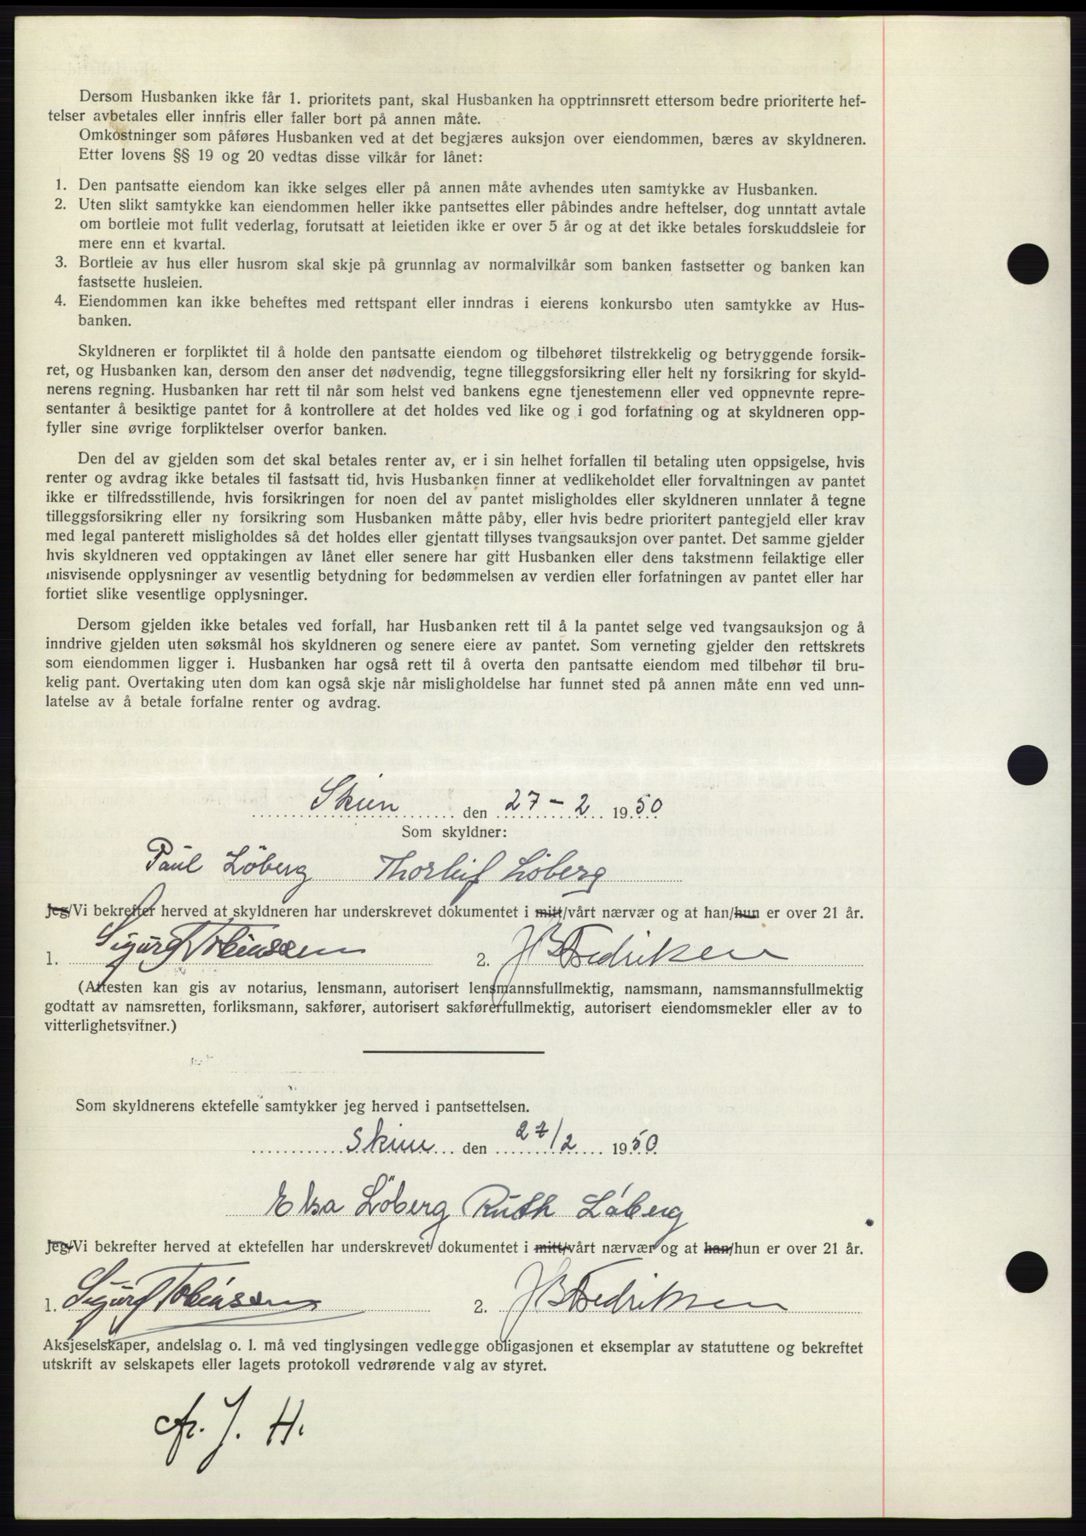 Dersom Husbanken ikke får 1. prioritets pant, skal Husbanken ha opptrinnsrett ettersom bedre prioriterte hef-
telser avbetales eller innfris eller faller bort på annen måte.
Omkostninger som påføres Husbanken ved at det begjæres auksjon over eiendommen, bæres av skyldneren.
Etter lovens §§ 19 og 20 vedtas disse vilkår for lånet:
1. Den pantsatte eiendom kan ikke selges eller på annen måte avhendes uten samtykke av Husbanken.
2. Uten slikt samtykke kan eiendommen heller ikke pantsettes eller påbindes andre heftelser, dog unntatt avtale
om bortleie mot fullt vederlag, forutsatt at leietiden ikke er over 5 år og at det ikke betales forskuddsleie for
mere enn et kvartal.
3. Bortleie av hus eller husrom skal skje på grunnlag av normalvilkår som banken fastsetter og banken kan
fastsette husleien.
4. Eiendommen kan ikke beheftes med rettspant eller inndras i eierens konkursbo uten samtykke av Hus-
banken.
Skyldneren er forpliktet til å holde den pantsatte eiendom og tilbehøret tilstrekkelig og betryggende forsik-
ret, og Husbanken kan, dersom den anser det nødvendig, tegne tilleggsforsikring eller helt ny forsikring for skyld-
nerens regning. Husbanken har rett til når som helst ved bankens egne tjenestemenn eller ved oppnevnte repre-
sentanter å besiktige pantet for å kontrollere at det holdes ved like og i god forfatning og at skyldneren opp-
fyller sine øvrige forpliktelser overfor banken.
Den del av gjelden som det skal betales renter av, er i sin helhet forfallen til betaling uten oppsigelse, hvis
renter og avdrag ikke betales til fastsatt tid, hvis Husbanken finner at vedlikeholdet eller forvaltningen av pantet
ikke er tilfredsstillende, hvis forsikringen for noen del av pantet misligholdes eller skyldneren unnlater å tegne
tilleggsforsikring eller ny forsikring som Husbanken måtte påby, eller hvis bedre prioritert pantegjeld eller krav
med legal panterett misligholdes så det holdes eller gjentatt tillyses tvangsauksjon over pantet. Det samme gjelder
hvis skyldneren ved opptakingen av lånet eller senere har gitt Husbanken eller dens takstmenn feilaktige eller
misvisende opplysninger av vesentlig betydning for bedømmelsen av verdien eller forfatningen av pantet eller har
fortiet slike vesentlige opplysninger.
Dersom gjelden ikke betales ved forfall, har Husbanken rett til å la pantet selge ved tvangsauksjon og å
inndrive gjelden uten søksmål hos skyldneren og senere eiere av pantet. Som verneting gjelder den rettskrets
som eiendommen ligger i. Husbanken har også rett til å overta den pantsatte eiendom med tilbehør til bru-
kelig pant. Overtaking uten dom kan også skje når misligholdelse har funnet sted på annen måte enn ved unn-
latelse av å betale forfalne renter og avdrag.
Skien den 27-2 1950
Som skyldner:
Paul Löberg Thorleif Löberg
Jeg/Vi bekrefter herved at skyldneren har underskrevet dokumentet i mitt/vårt nærvær og at han/hun er over 21 år.
1. Sigurd Tobiassen 2. J B Fredriksen
(Attesten kan gis av notarius, lensmann, autorisert lensmannsfullmektig, namsmann, namsmannsfullmektig
godtatt av namsretten, forliksmann, sakfører, autorisert sakførerfullmektig, autorisert eiendomsmekler eller av to
vitterlighetsvitner.)
Som skyldnerens ektefelle samtykker jeg herved i pantsettelsen.
Skien den 27/2 1950
Elsa Löberg Ruth Löberg
Jeg/Vi bekrefter herved at ektefellen har underskrevet dokumentet i mitt/vårt nærvær og at han/hun er over 21 år.
1. Sigurd Tobiassen 2. J B Fredriksen
Aksjeselskaper, andelslag o. l. må ved tinglysingen vedlegge obligasjonen et eksemplar av statuttene og bekreftet
utskrift av selskapets eller lagets protokoll vedrørende valg av styret.
J. H.